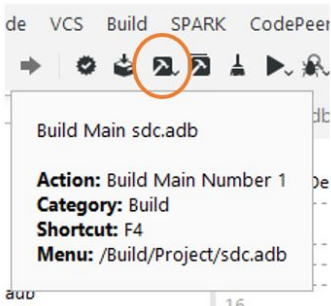 de VCS Build SPARK CodePeer
Build Main sdc.adb
Action: Build Main Number 1
Category: Build
Shortcut: F4
Menu: /Build/Project/sdc.adb
16